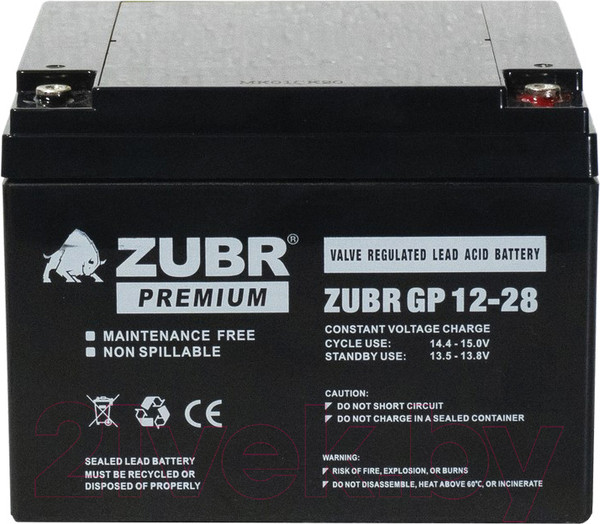 ZUBR®
PREMIUM
MAINTENANCE FREE
NON SPILLABLE
CE
SEALED LEAD BATTERY
MUST BE RECYCLED OR
DISPOSED OF PROPERLY
VALVE REGULATED LEAD ACID BATTERY
ZUBR GP 12-28
CONSTANT VOLTAGE CHARGE
CYCLE USE: 14.4 - 15.0V
STANDBY USE: 13.5 - 13.8V
CAUTION:
DO NOT SHORT CIRCUIT
DO NOT CHARGE IN A SEALED CONTAINER
WARNING:
RISK OF FIRE, EXPLOSION, OR BURNS
DO NOT DISASSEMBLE, HEAT ABOVE 60°C, OR INCINERATE
21vek.by